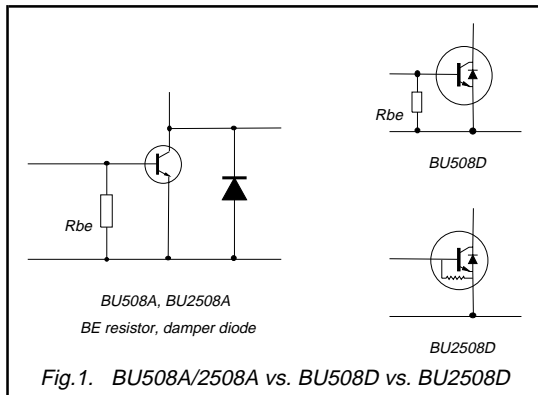 Rbe
BU508A, BU2508A
BE resistor, damper diode
Rbe
BU508D
BU2508D
Fig.1. BU508A/2508A vs. BU508D vs. BU2508D